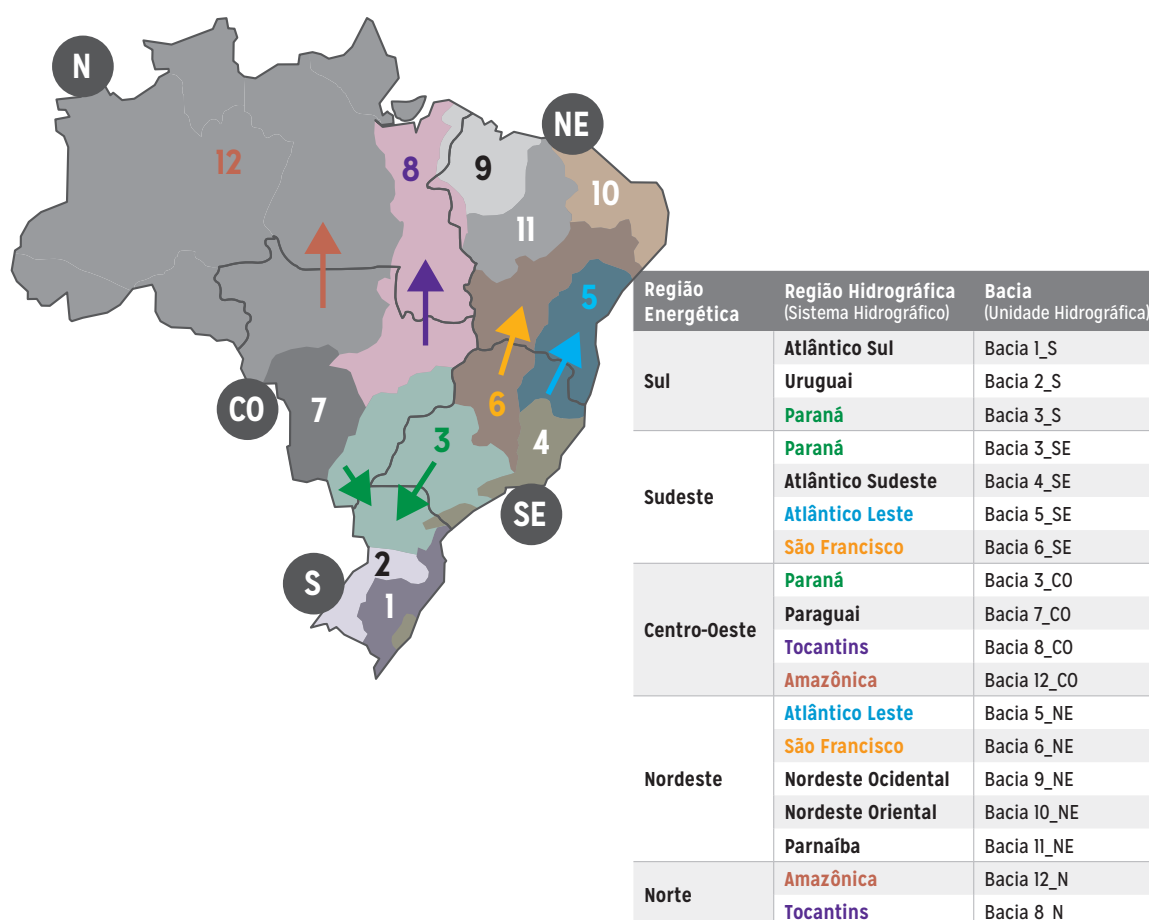 N
NE
12
8
9
10
11
5
6
7
3
4
CO
SE
2
S
1
Região Energética
Região Hidrográfica (Sistema Hidrográfico)
Bacia (Unidade Hidrográfica)
Sul
Atlântico Sul Bacia 1_S
Uruguai Bacia 2_S
Paraná Bacia 3_S
Sudeste
Paraná Bacia 3_SE
Atlântico Sudeste Bacia 4_SE
Atlântico Leste Bacia 5_SE
São Francisco Bacia 6_SE
Centro-Oeste
Paraná Bacia 3_CO
Paraguai Bacia 7_CO
Tocantins Bacia 8_CO
Amazônica Bacia 12_CO
Nordeste
Atlântico Leste Bacia 5_NE
São Francisco Bacia 6_NE
Nordeste Ocidental Bacia 9_NE
Nordeste Oriental Bacia 10_NE
Parnaíba Bacia 11_NE
Norte
Amazônica Bacia 12_N
Tocantins Bacia 8_N